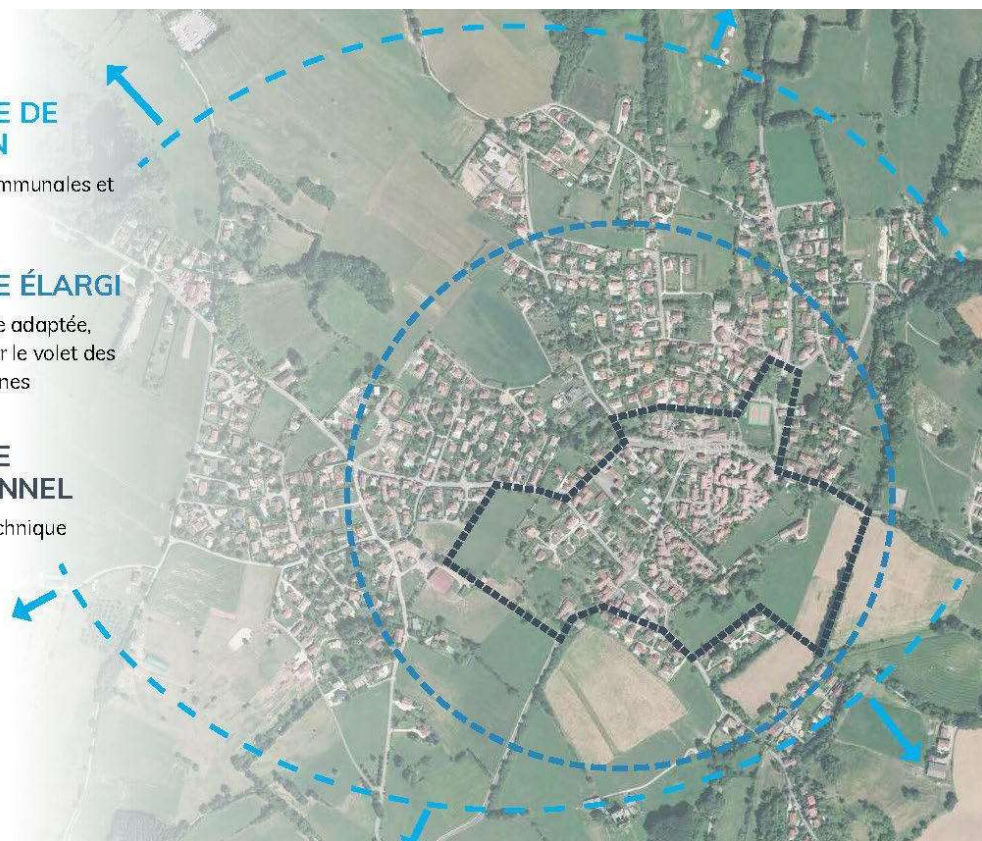 E DE
N
mmunales et
E ÉLARGI
e adaptée,
r le volet des
nes
E
NNEL
chnique